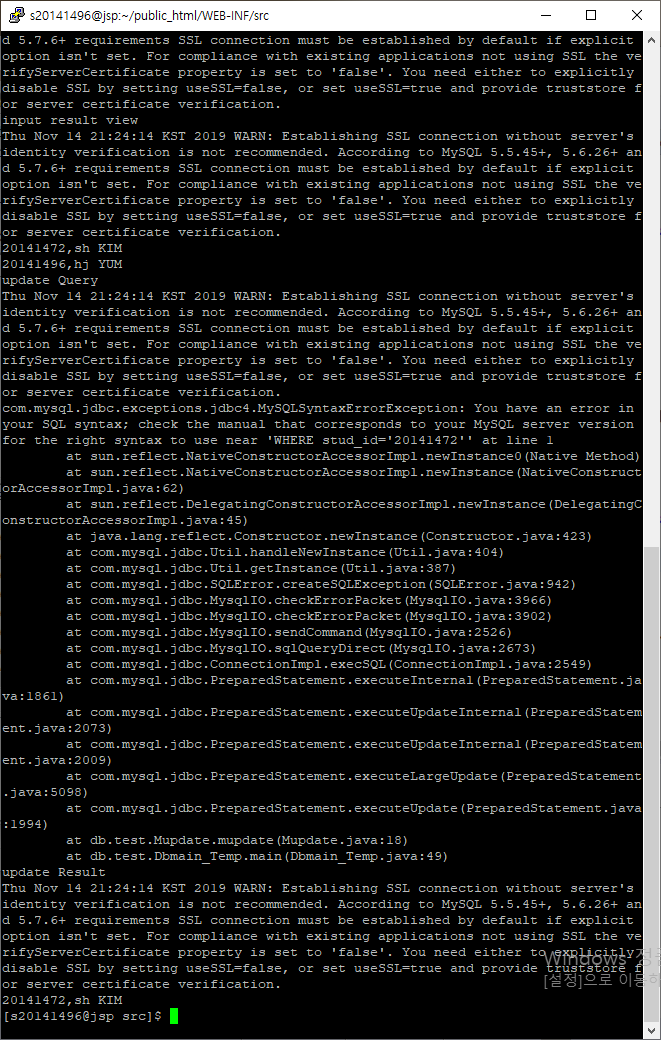 s20141496@jsp:~/public_html/WEB-INF/src
d 5.7.6+ requirements SSL connection must be established by default if explicit
option isn't set. For compliance with existing applications not using SSL the ve
rifyServerCertificate property is set to 'false'. You need either to explicitly
disable SSL by setting useSSL=false, or set useSSL=true and provide truststore f
or server certificate verification.
input result view
Thu Nov 14 21:24:14 KST 2019 WARN: Establishing SSL connection without server's
identity verification is not recommended. According to MySQL 5.5.45+, 5.6.26+ an
d 5.7.6+ requirements SSL connection must be established by default if explicit
option isn't set. For compliance with existing applications not using SSL the ve
rifyServerCertificate property is set to 'false'. You need either to explicitly
disable SSL by setting useSSL=false, or set useSSL=true and provide truststore f
or server certificate verification.
20141472,sh KIM
20141496,hj YUM
update Query
Thu Nov 14 21:24:14 KST 2019 WARN: Establishing SSL connection without server's
identity verification is not recommended. According to MySQL 5.5.45+, 5.6.26+ an
d 5.7.6+ requirements SSL connection must be established by default if explicit
option isn't set. For compliance with existing applications not using SSL the ve
rifyServerCertificate property is set to 'false'. You need either to explicitly
disable SSL by setting useSSL=false, or set useSSL=true and provide truststore f
or server certificate verification.
com.mysql.jdbc.exceptions.jdbc4.MySQLSyntaxErrorException: You have an error in
your SQL syntax; check the manual that corresponds to your MySQL server version
for the right syntax to use near 'WHERE stud_id='20141472'' at line 1
at sun.reflect.NativeConstructorAccessorImpl.newInstance0(Native Method)
at sun.reflect.NativeConstructorAccessorImpl.newInstance(NativeConstruct
orAccessorImpl.java:62)
at sun.reflect.DelegatingConstructorAccessorImpl.newInstance(DelegatingC
onstructorAccessorImpl.java:45)
at java.lang.reflect.Constructor.newInstance(Constructor.java:423)
at com.mysql.jdbc.Util.handleNewInstance(Util.java:404)
at com.mysql.jdbc.Util.getInstance(Util.java:387)
at com.mysql.jdbc.SQLError.createSQLException(SQLError.java:942)
at com.mysql.jdbc.MysqlIO.checkErrorPacket(MysqlIO.java:3966)
at com.mysql.jdbc.MysqlIO.checkErrorPacket(MysqlIO.java:3902)
at com.mysql.jdbc.MysqlIO.sendCommand(MysqlIO.java:2526)
at com.mysql.jdbc.MysqlIO.sqlQueryDirect(MysqlIO.java:2673)
at com.mysql.jdbc.ConnectionImpl.execSQL(ConnectionImpl.java:2549)
at com.mysql.jdbc.PreparedStatement.executeInternal(PreparedStatement.ja
va:1861)
at com.mysql.jdbc.PreparedStatement.executeUpdateInternal(PreparedStatem
ent.java:2073)
at com.mysql.jdbc.PreparedStatement.executeUpdateInternal(PreparedStatem
ent.java:2009)
at com.mysql.jdbc.PreparedStatement.executeLargeUpdate(PreparedStatement
.java:5098)
at com.mysql.jdbc.PreparedStatement.executeUpdate(PreparedStatement.java
:1994)
at db.test.Mupdate.mupdate(Mupdate.java:18)
at db.test.Dbmain_Temp.main(Dbmain_Temp.java:49)
update Result
Thu Nov 14 21:24:14 KST 2019 WARN: Establishing SSL connection without server's
identity verification is not recommended. According to MySQL 5.5.45+, 5.6.26+ an
d 5.7.6+ requirements SSL connection must be established by default if explicit
option isn't set. For compliance with existing applications not using SSL the ve
rifyServerCertificate property is set to 'false'. You need either to explicitly
disable SSL by setting useSSL=false, or set useSSL=true and provide truststore f
or server certificate verification.
Windows 정
[설정]으로 이동하
20141472,sh KIM
[s20141496@jsp src]$